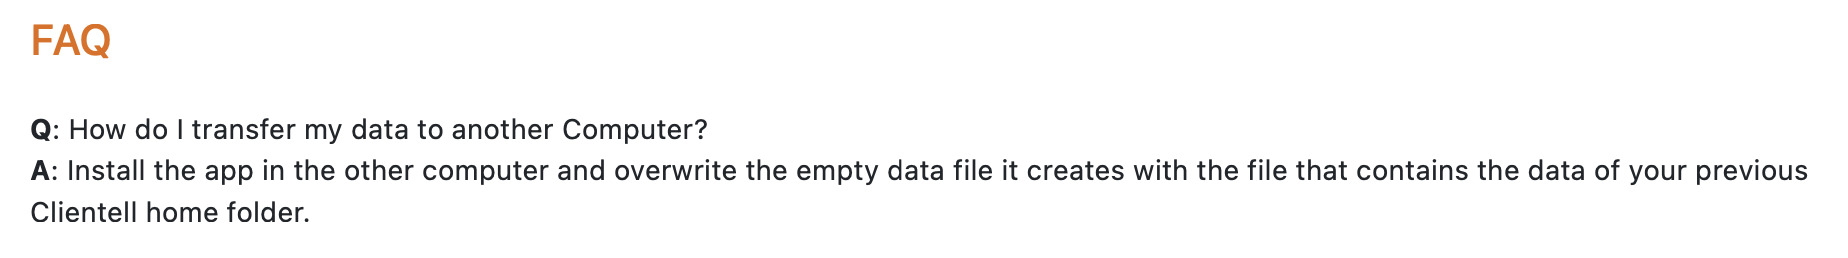 FAQ
Q: How do I transfer my data to another Computer?
A: Install the app in the other computer and overwrite the empty data file it creates with the file that contains the data of your previous
Clientell home folder.